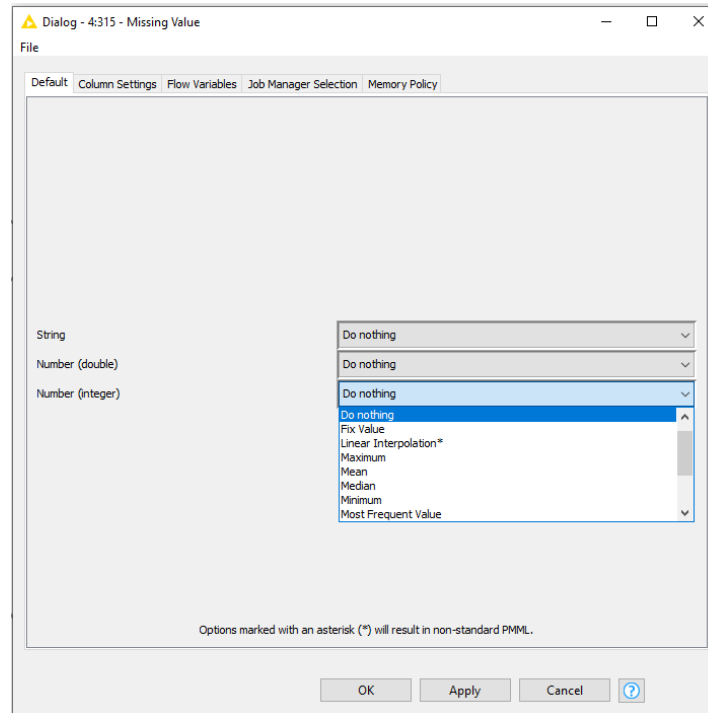 Dialog - 4:315 - Missing Value
File
Default Column Settings Flow Variables Job Manager Selection Memory Policy
String Do nothing
Number (double) Do nothing
Number (integer) Do nothing
Do nothing
Fix Value
Linear Interpolation*
Maximum
Mean
Median
Minimum
Most Frequent Value
Options marked with an asterisk (*) will result in non-standard PMML.
OK Apply Cancel ?